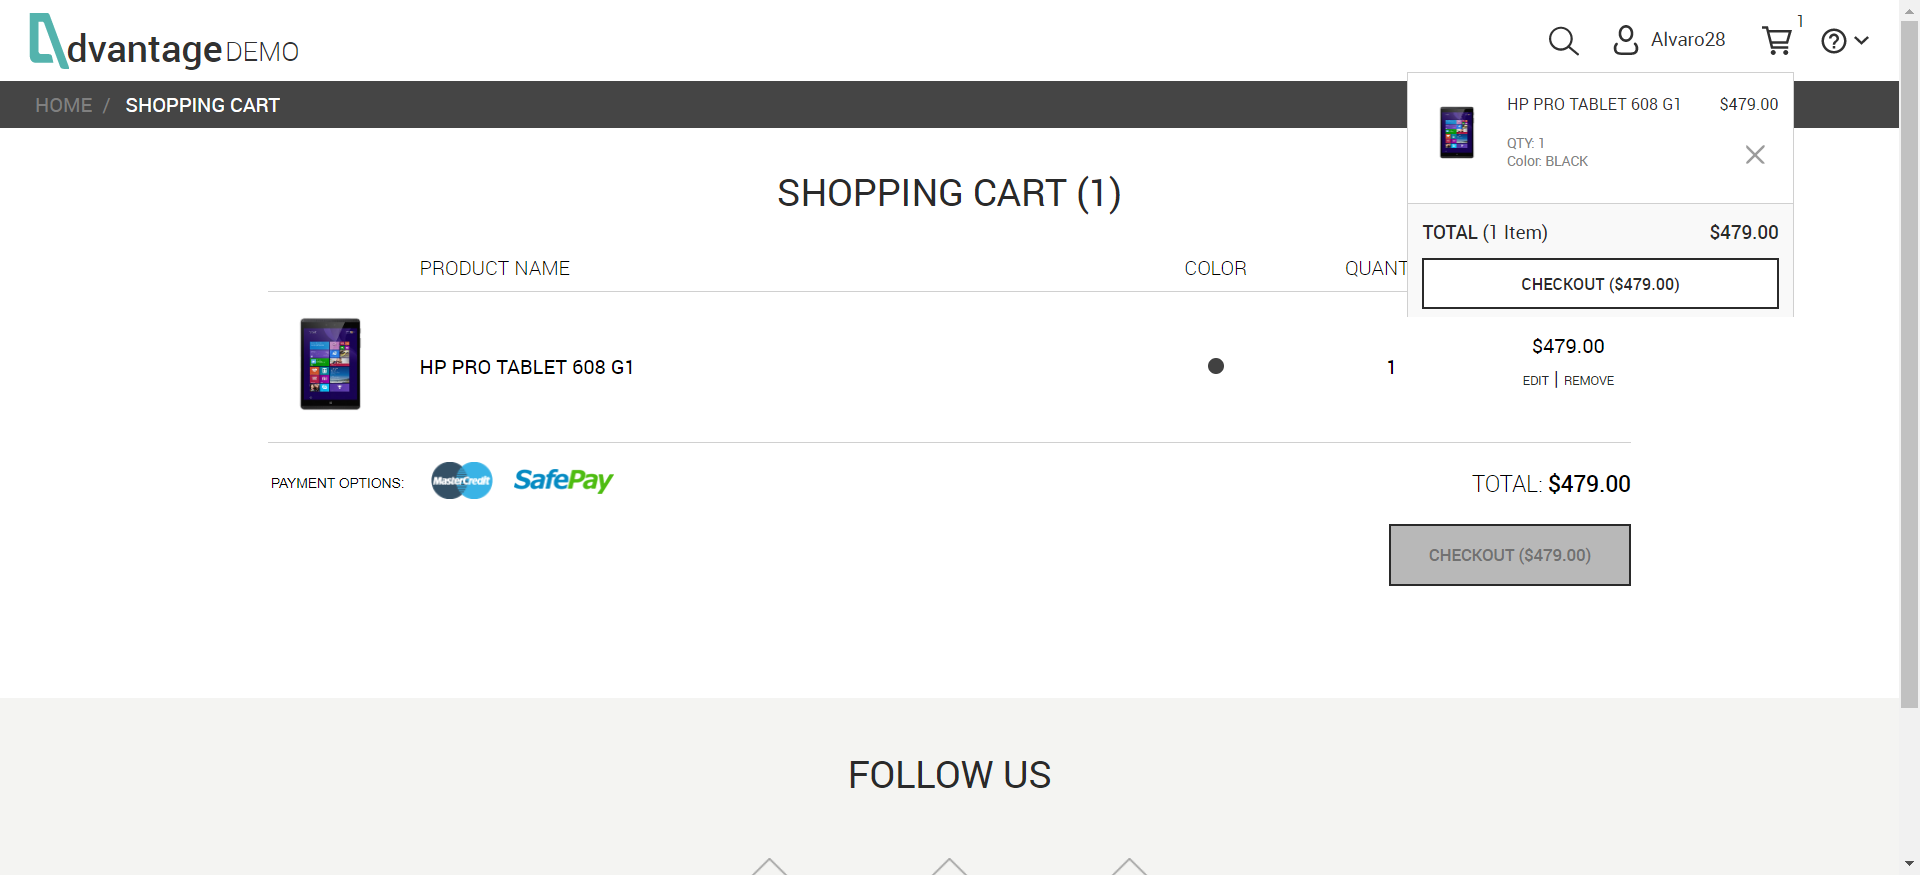 dvantage DEMO
Alvaro28
1
HOME / SHOPPING CART
HP PRO TABLET 608 G1 $479.00
QTY: 1
Color: BLACK
TOTAL (1 Item) $479.00
CHECKOUT ($479.00)
SHOPPING CART (1)
PRODUCT NAME COLOR QUANT
HP PRO TABLET 608 G1 1 $479.00
EDIT | REMOVE
PAYMENT OPTIONS: MasterCredit SafePay TOTAL: $479.00
CHECKOUT ($479.00)
FOLLOW US